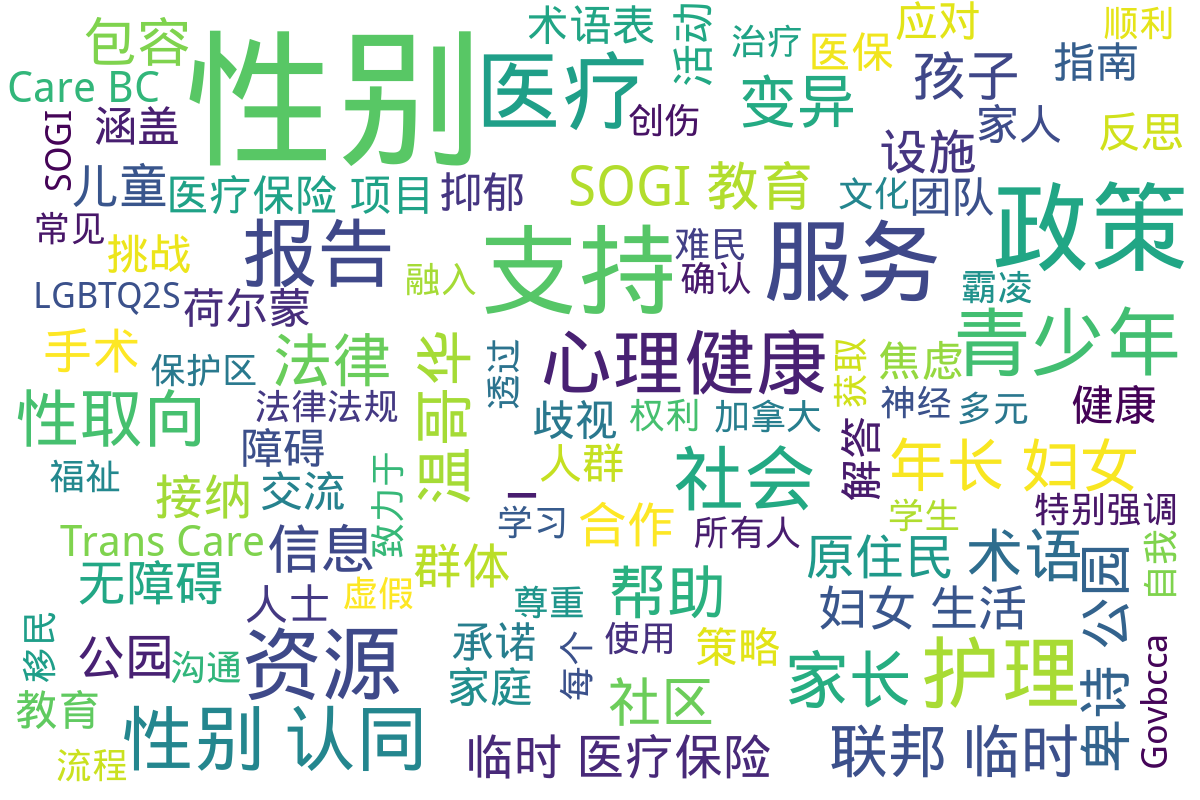 包容
术语表
活动
治疗
医保
应对
顺利
Care BC
性别
医疗
变异
孩子
指南
SOGI
涵盖
创伤
设施
家人
反思
儿童
医疗保险 项目
抑郁
SOGI 教育
文化
团队
政策
常见
挑战
报告
支持
难民
服务
融入
确认
霸凌
LGBTQ2S
荷尔蒙
青少年
手术
保护区
法律
温哥华
透过
心理健康
获取
焦虑
性取向
法律法规
歧视
权利
加拿大
神经
多元
健康
障碍
福祉
接纳
交流
致力于
人群
社会
解答
年长 妇女
学习
合作
所有人
学生
特别强调
Trans Care
信息
群体
原住民
术语
自我
无障碍
人士
虚假
尊重
帮助
妇女 生活
卑诗 公园
移民
公园
沟通
资源
承诺
每个
使用
策略
家长
护理
Govbcca
教育
家庭
社区
性别 认同
流程
临时 医疗保险
联邦 临时